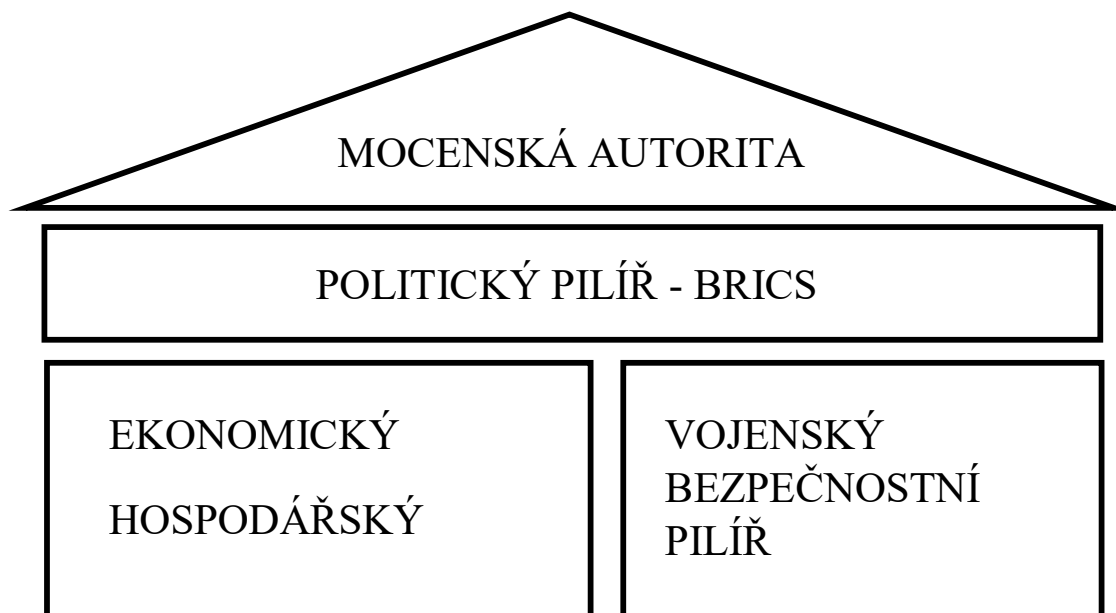 MOCENSKÁ AUTORITA
POLITICKÝ PILÍŘ - BRICS
EKONOMICKÝ
HOSPODÁŘSKÝ
VOJENSKÝ
BEZPEČNOSTNÍ
PILÍŘ